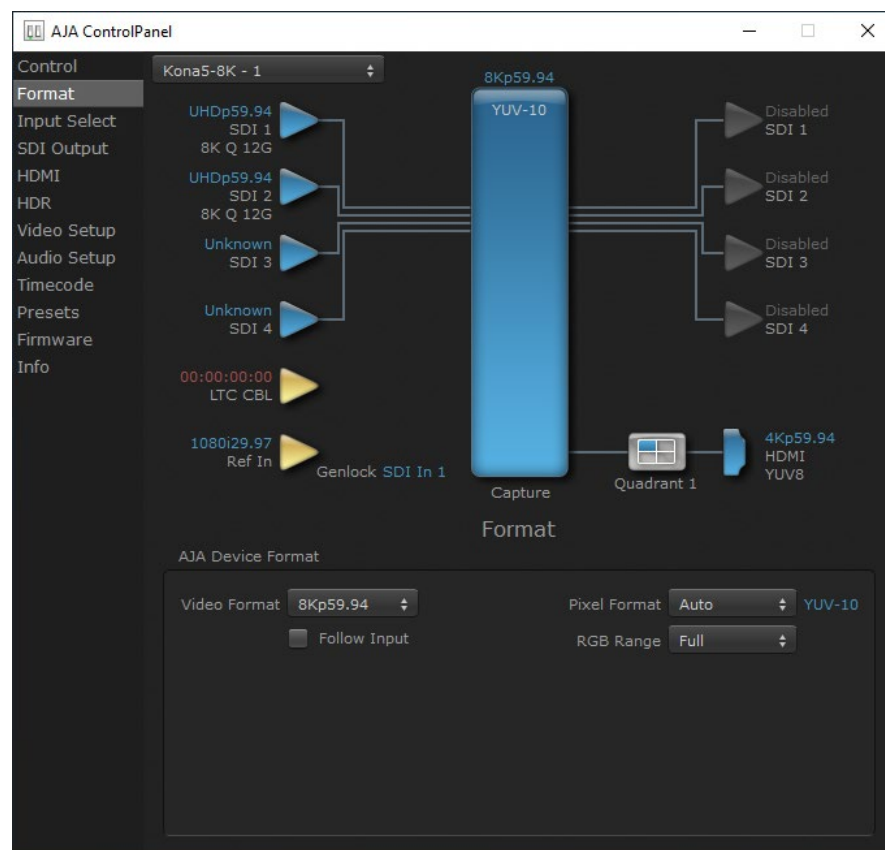 AJA ControlPanel
Control
Format
Input Select
SDI Output
HDMI
HDR
Video Setup
Audio Setup
Timecode
Presets
Firmware
Info
Kona5-8K - 1
8Kp59.94
YUV-10
UHDp59.94
SDI 1
8K Q 12G
UHDp59.94
SDI 2
8K Q 12G
Unknown
SDI 3
Unknown
SDI 4
00:00:00:00
LTC CBL
1080i29.97
Ref In
Genlock SDI In 1
Capture
Disabled
SDI 1
Disabled
SDI 2
Disabled
SDI 3
Disabled
SDI 4
Quadrant 1
4Kp59.94
HDMI
YUV8
Format
AJA Device Format
Video Format 8Kp59.94
Follow Input
Pixel Format Auto YUV-10
RGB Range Full